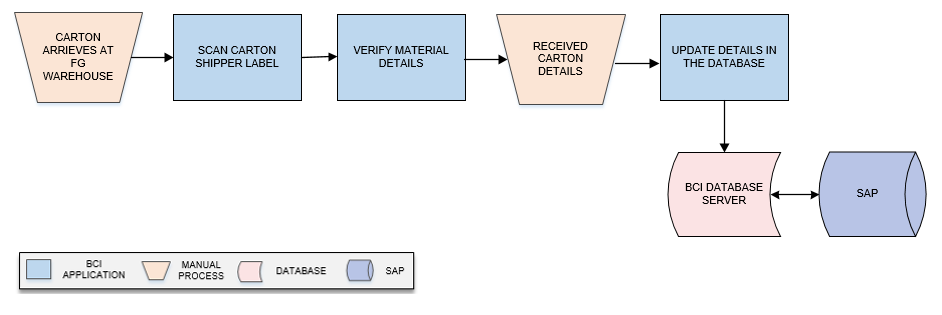 CARTON
ARRIEVES AT
FG
WAREHOUSE
SCAN CARTON
SHIPPER LABEL
VERIFY MATERIAL
DETAILS
RECEIVED
CARTON
DETAILS
UPDATE DETAILS IN
THE DATABASE
BCI DATABASE
SERVER
SAP
BCI
APPLICATION
MANUAL
PROCESS
DATABASE
SAP